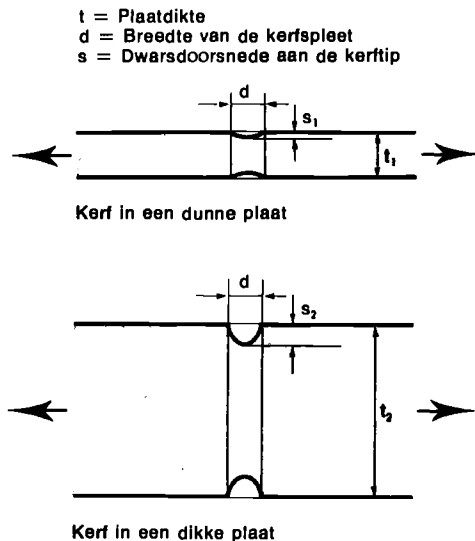 t = Plaatdikte
d = Breedte van de kerfspleet
s = Dwarsdoorsnede aan de kerftip
d
s₁
t₁
Kerf in een dunne plaat
d
s₂
t₂
Kerf in een dikke plaat